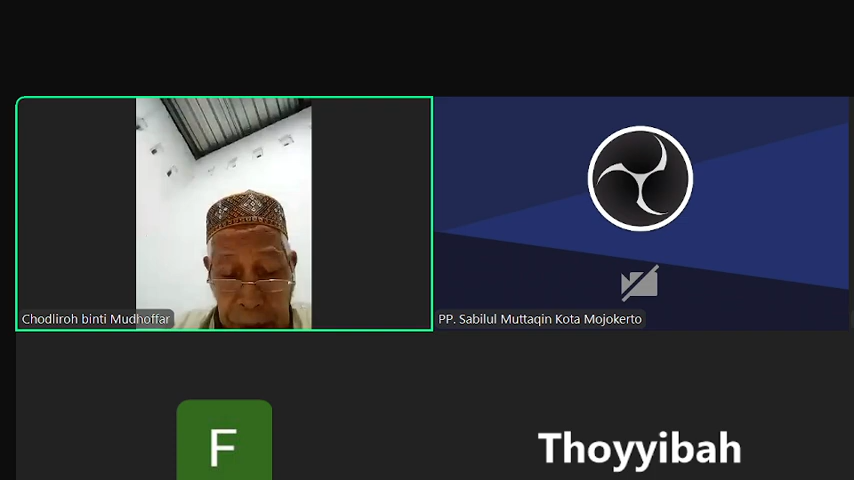 Chodliroh binti Mudhoffar
PP. Sabilul Muttaqin Kota Mojokerto
F
Thoyyibah